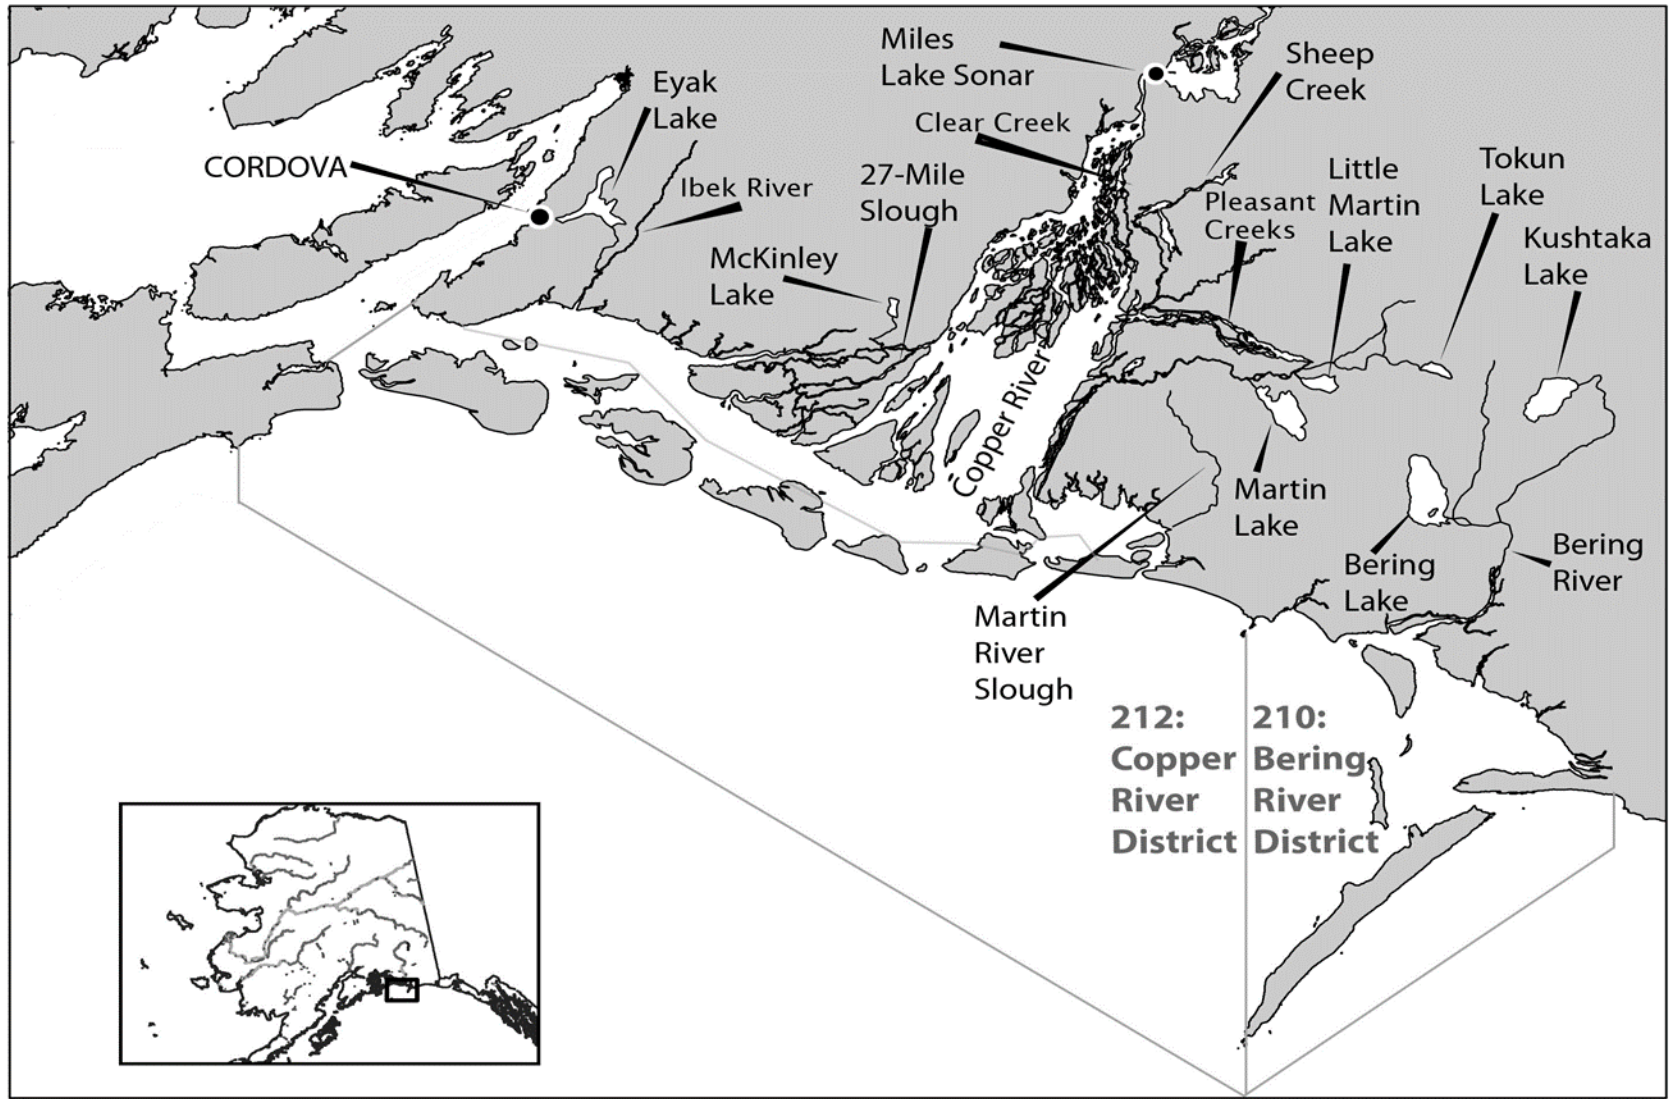 Miles
Lake Sonar
Sheep
Creek
Eyak
Lake
Clear Creek
CORDOVA
Ibek River
27-Mile
Slough
Little
Martin
Lake
Tokun
Lake
Pleasant
Creeks
Kushtaka
Lake
McKinley
Lake
Copper River
Martin
Lake
Bering
Lake
Bering
River
Martin
River
Slough
212:
Copper
River
District
210:
Bering
River
District